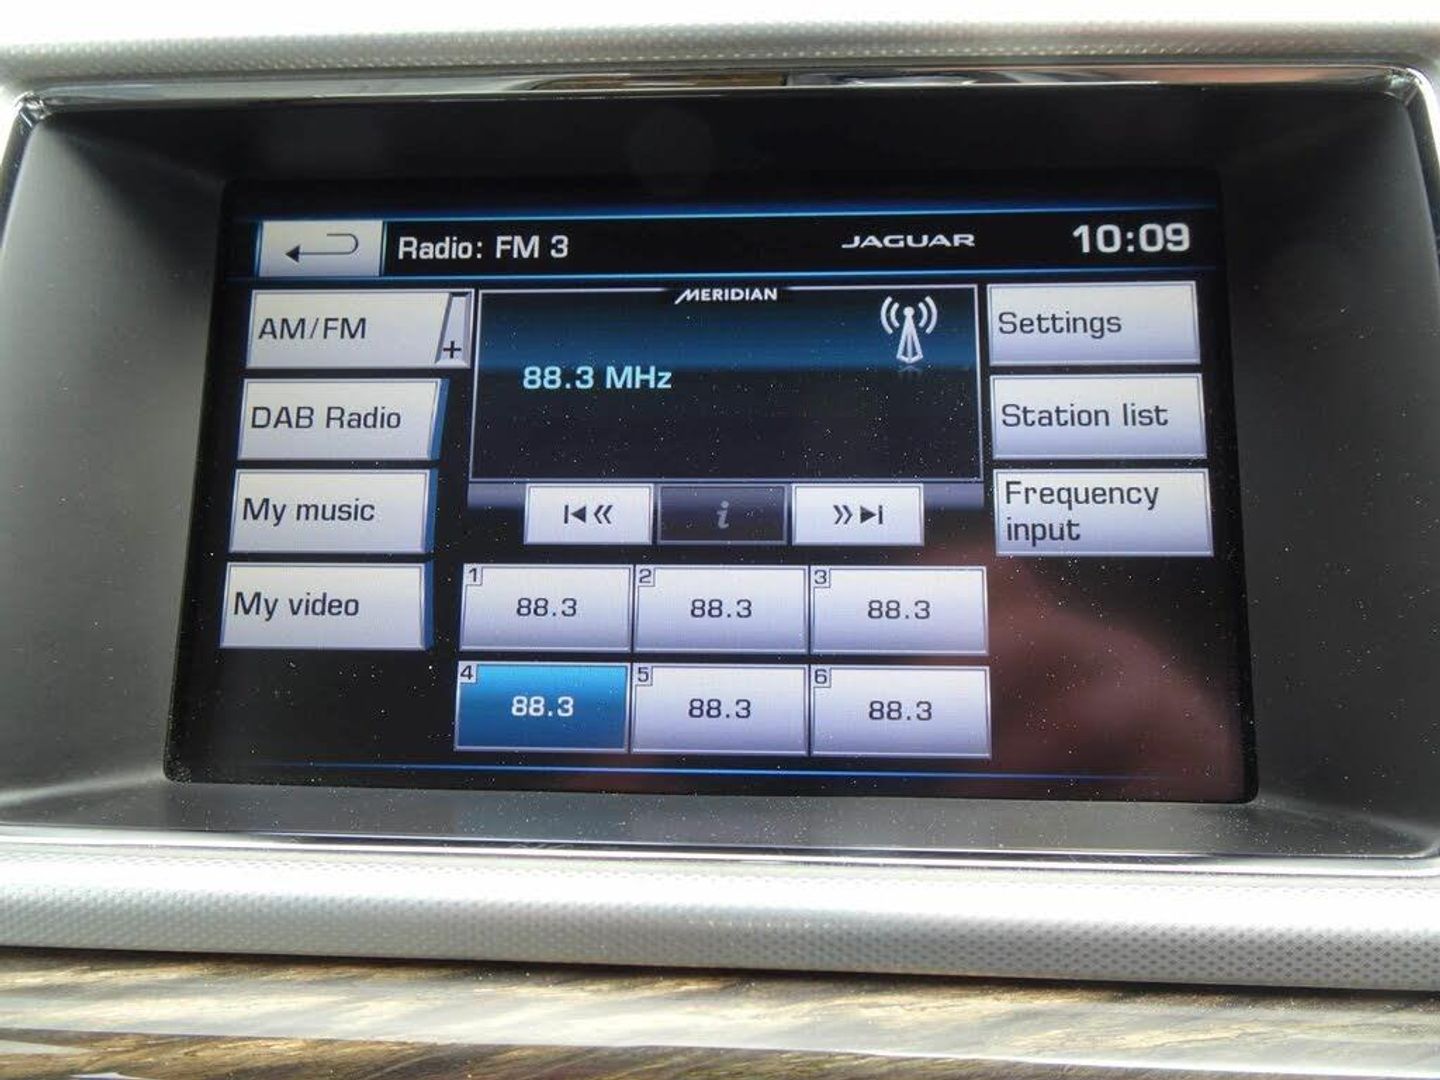 Radio: FM 3
JAGUAR
10:09
AM/FM
+
MERIDIAN
88.3 MHz
Settings
DAB Radio
Station list
My music
i
Frequency
input
My video
1
88.3
2
88.3
3
88.3
4
88.3
5
88.3
6
88.3